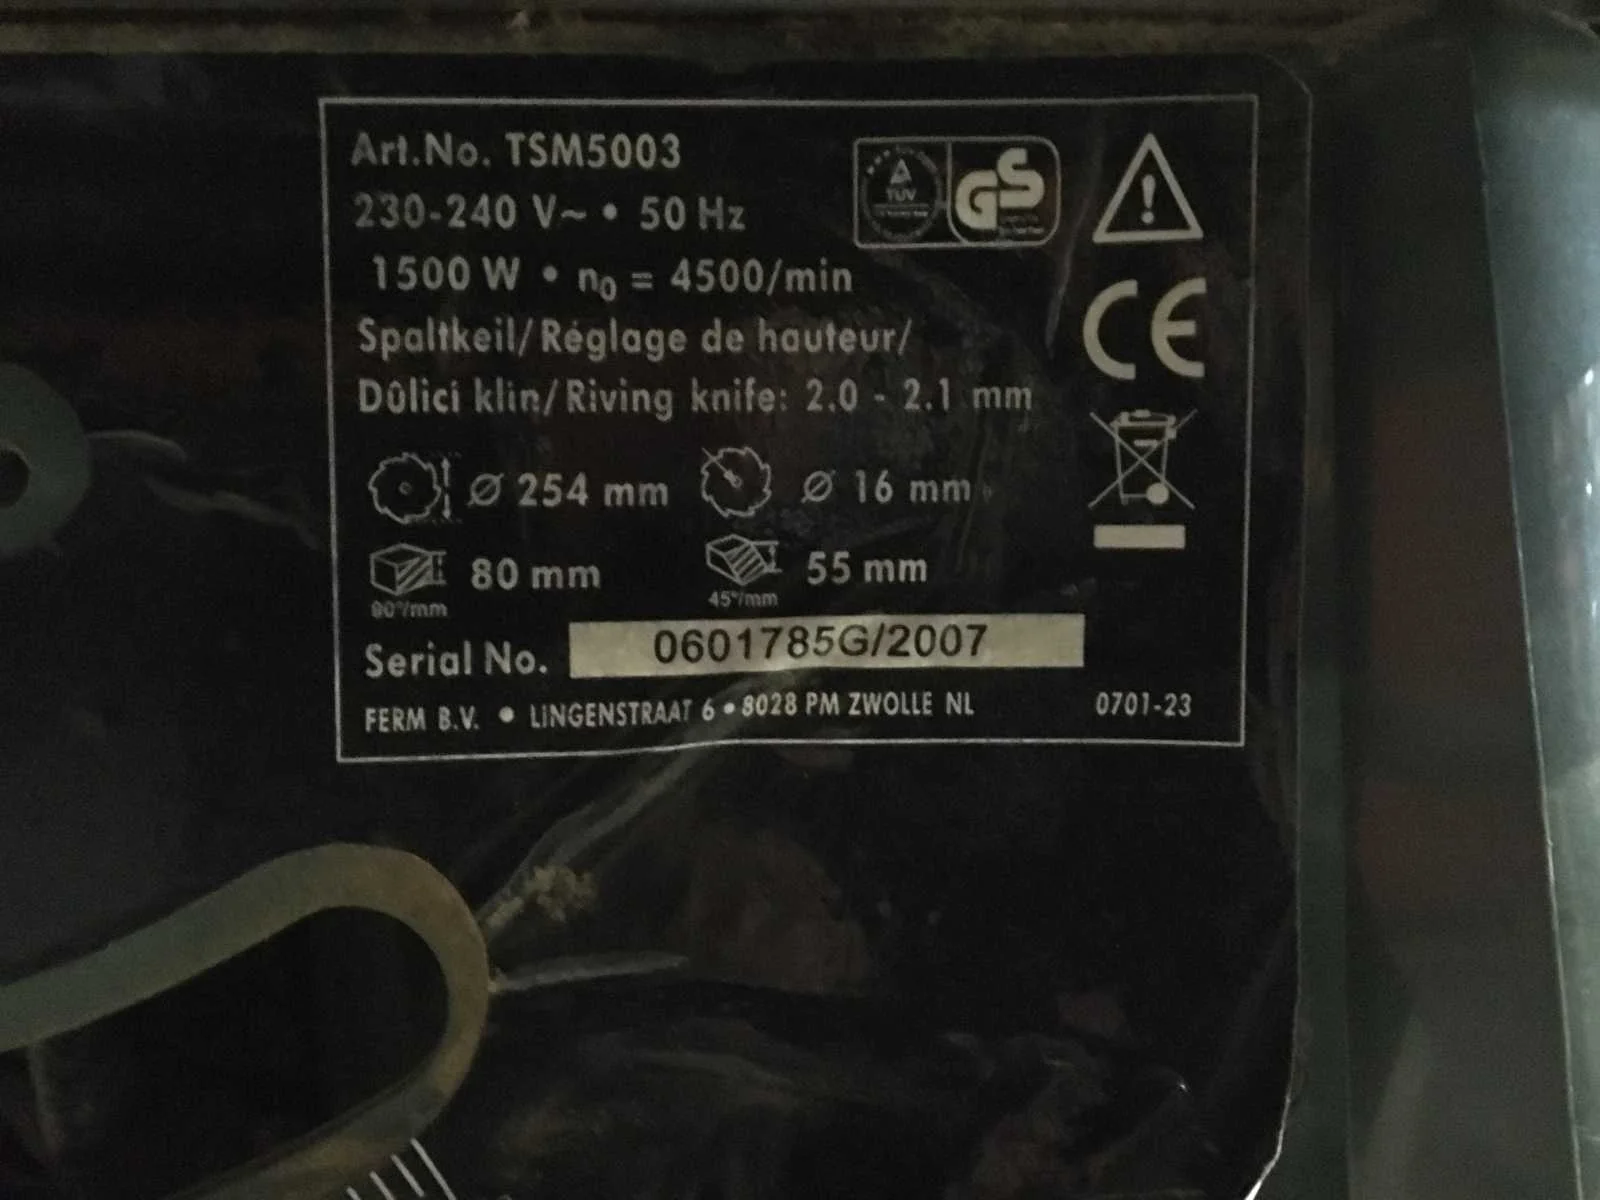 Art.No. TSM5003
230-240 V~ • 50 Hz
1500 W • n0 = 4500/min
Spaltkeil/Réglage de hauteur/
Dûlici klin/Riving knife: 2.0 - 2.1 mm
Ø 254 mm Ø 16 mm
80 mm 55 mm
90°/mm 45°/mm
Serial No. 0601785G/2007
FERM B.V. • LINGENSTRAAT 6 • 8028 PM ZWOLLE NL 0701-23
TÜV GS
CE